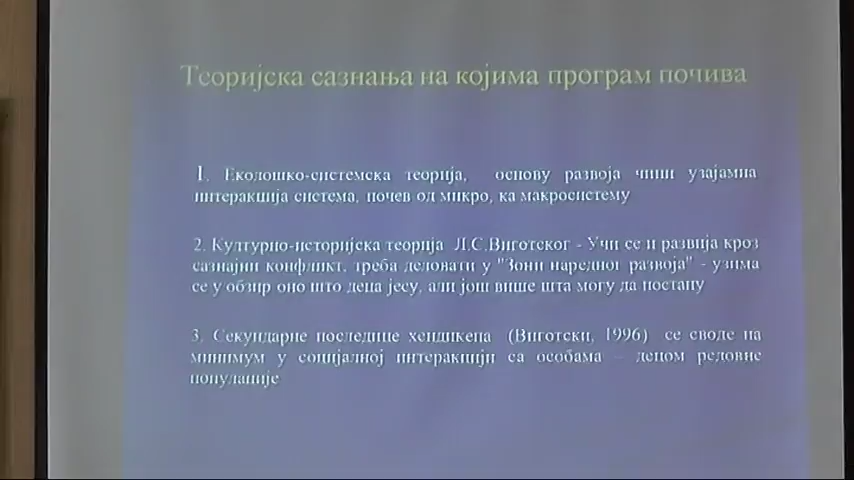 Теоријска сазнања на којима програм почива
1. Еколошко-системска теорија, основу развоја чини узајамна
интеракција система, почев од микро, ка макросистему
2. Културно-историјска теорија Л.С.Виготског - Учи се и развија кроз
сазнајни конфликт, треба деловати у "Зони наредног развоја" - узима
се у обзир оно што деца јесу, али још више шта могу да постану
3. Секундарне последице хендикепа (Виготски, 1996) се своде на
минимум у социјалној интеракцији са особама – децом редовне
популације